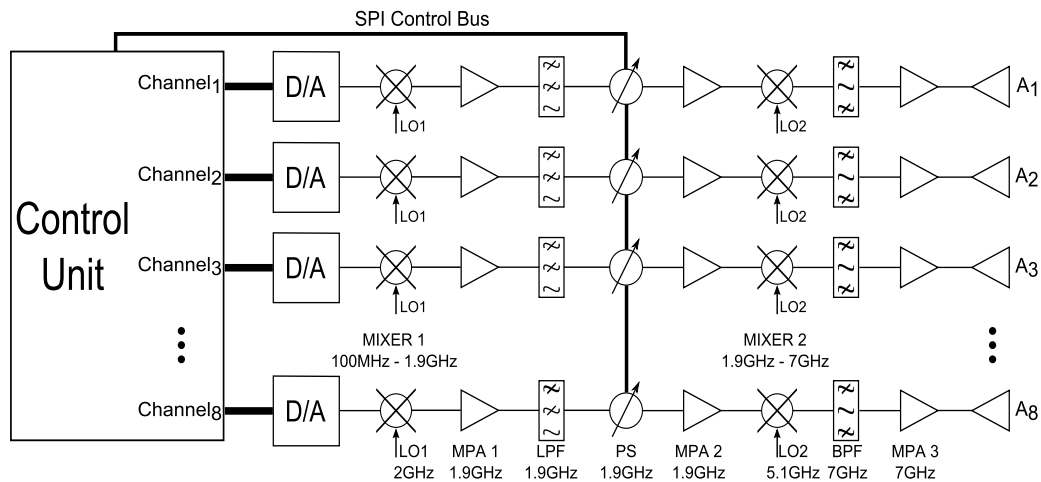 SPI Control Bus
Control
Unit
Channel1 D/A LO1 LO2 A1
Channel2 D/A LO1 LO2 A2
Channel3 D/A LO1 LO2 A3
MIXER 1
100MHz - 1.9GHz
MIXER 2
1.9GHz - 7GHz
Channel8 D/A A8
LO1 MPA 1 LPF PS MPA 2 LO2 BPF MPA 3
2GHz 1.9GHz 1.9GHz 1.9GHz 1.9GHz 5.1GHz 7GHz 7GHz